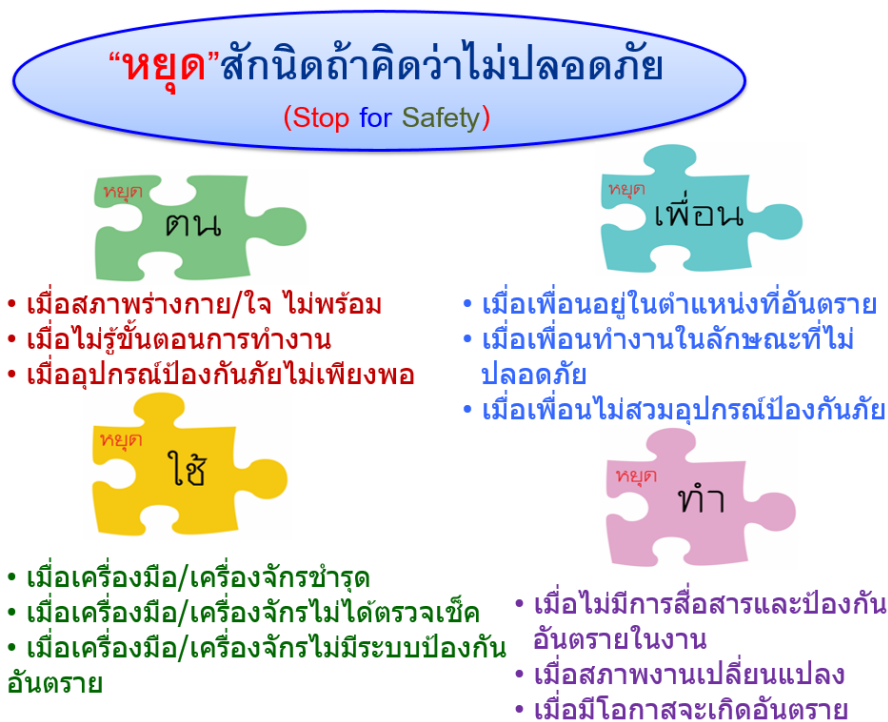 “หยุด”สักนิดถ้าคิดว่าไม่ปลอดภัย
(Stop for Safety)
หยุด
ตน
• เมื่อสภาพร่างกาย/ใจ ไม่พร้อม
• เมื่อไม่รู้ขั้นตอนการทำงาน
• เมื่ออุปกรณ์ป้องกันภัยไม่เพียงพอ
หยุด
เพื่อน
• เมื่อเพื่อนอยู่ในตำแหน่งที่อันตราย
• เมื่อเพื่อนทำงานในลักษณะที่ไม่
ปลอดภัย
• เมื่อเพื่อนไม่สวมอุปกรณ์ป้องกันภัย
หยุด
ใช้
• เมื่อเครื่องมือ/เครื่องจักรชำรุด
• เมื่อเครื่องมือ/เครื่องจักรไม่ได้ตรวจเช็ค
• เมื่อเครื่องมือ/เครื่องจักรไม่มีระบบป้องกัน
อันตราย
หยุด
ทำ
• เมื่อไม่มีการสื่อสารและป้องกัน
อันตรายในงาน
• เมื่อสภาพงานเปลี่ยนแปลง
• เมื่อมีโอกาสจะเกิดอันตราย